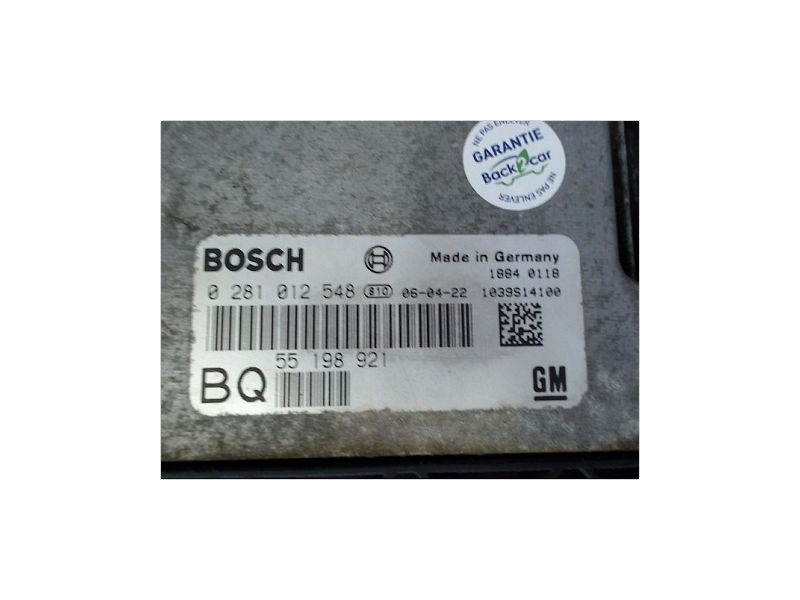 NE PAS ENLEVER
GARANTIE
Back2car
NE PAS ENLEVER
BOSCH
Made in Germany
1884 0118
0 281 012 548 810 06-04-22 1039S14100
55 198 921
BQ
GM